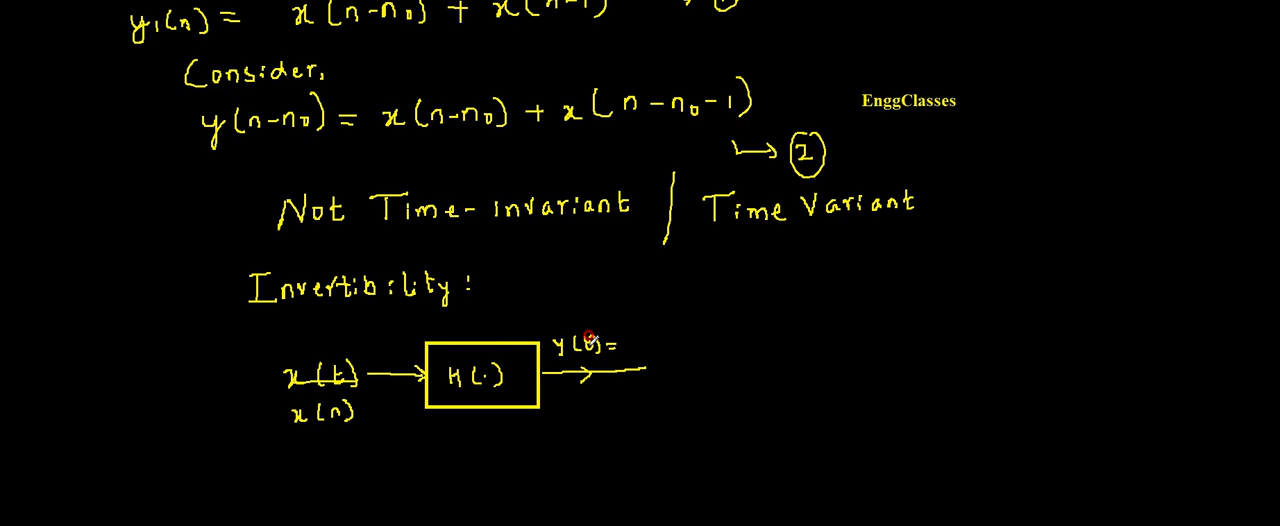 y₁(n) = x(n-n₀) + x(n-1)
Consider,
y(n-n₀) = x(n-n₀) + x(n-n₀-1)
EnggClasses
→ 2
Not Time-invariant / Time Variant
Invertibility:
y(t) =
x(t) → H(.) →
x(n)